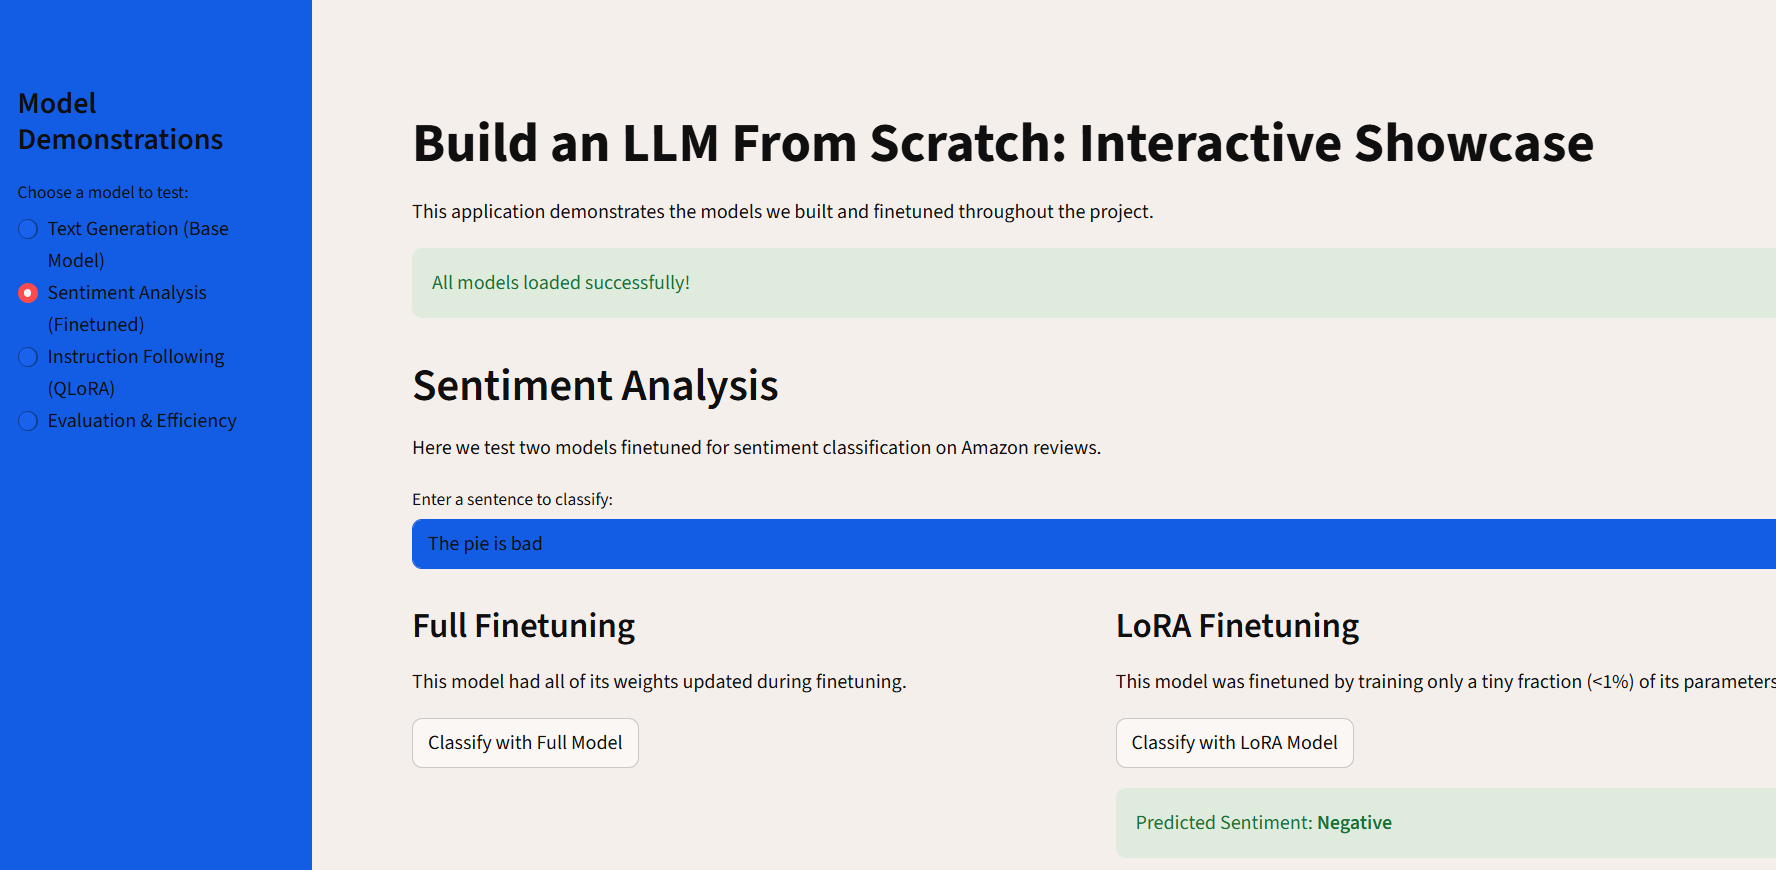 Model
Demonstrations
Choose a model to test:
Text Generation (Base
Model)
Sentiment Analysis
(Finetuned)
Instruction Following
(QLoRA)
Evaluation & Efficiency
Build an LLM From Scratch: Interactive Showcase
This application demonstrates the models we built and finetuned throughout the project.
All models loaded successfully!
Sentiment Analysis
Here we test two models finetuned for sentiment classification on Amazon reviews.
Enter a sentence to classify:
The pie is bad
Full Finetuning
This model had all of its weights updated during finetuning.
Classify with Full Model
LoRA Finetuning
This model was finetuned by training only a tiny fraction (<1%) of its parameters
Classify with LoRA Model
Predicted Sentiment: Negative